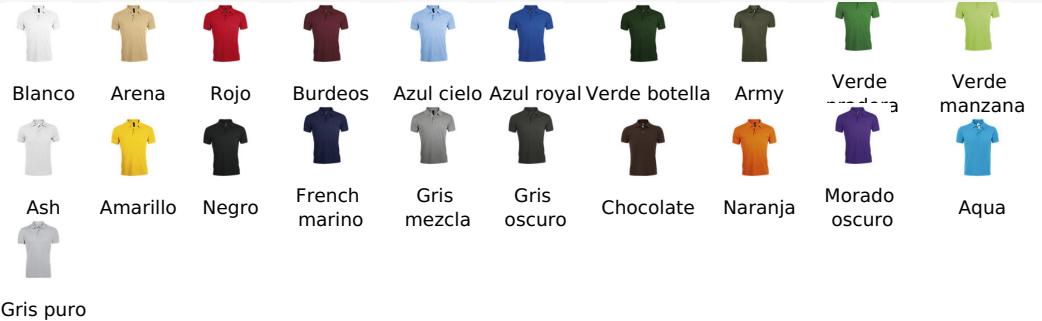 Blanco Arena Rojo Burdeos Azul cielo Azul royal Verde botella Army Verde Verde
manzana
Ash Amarillo Negro French marino Gris mezcla Gris oscuro Chocolate Naranja Morado oscuro Aqua
Gris puro